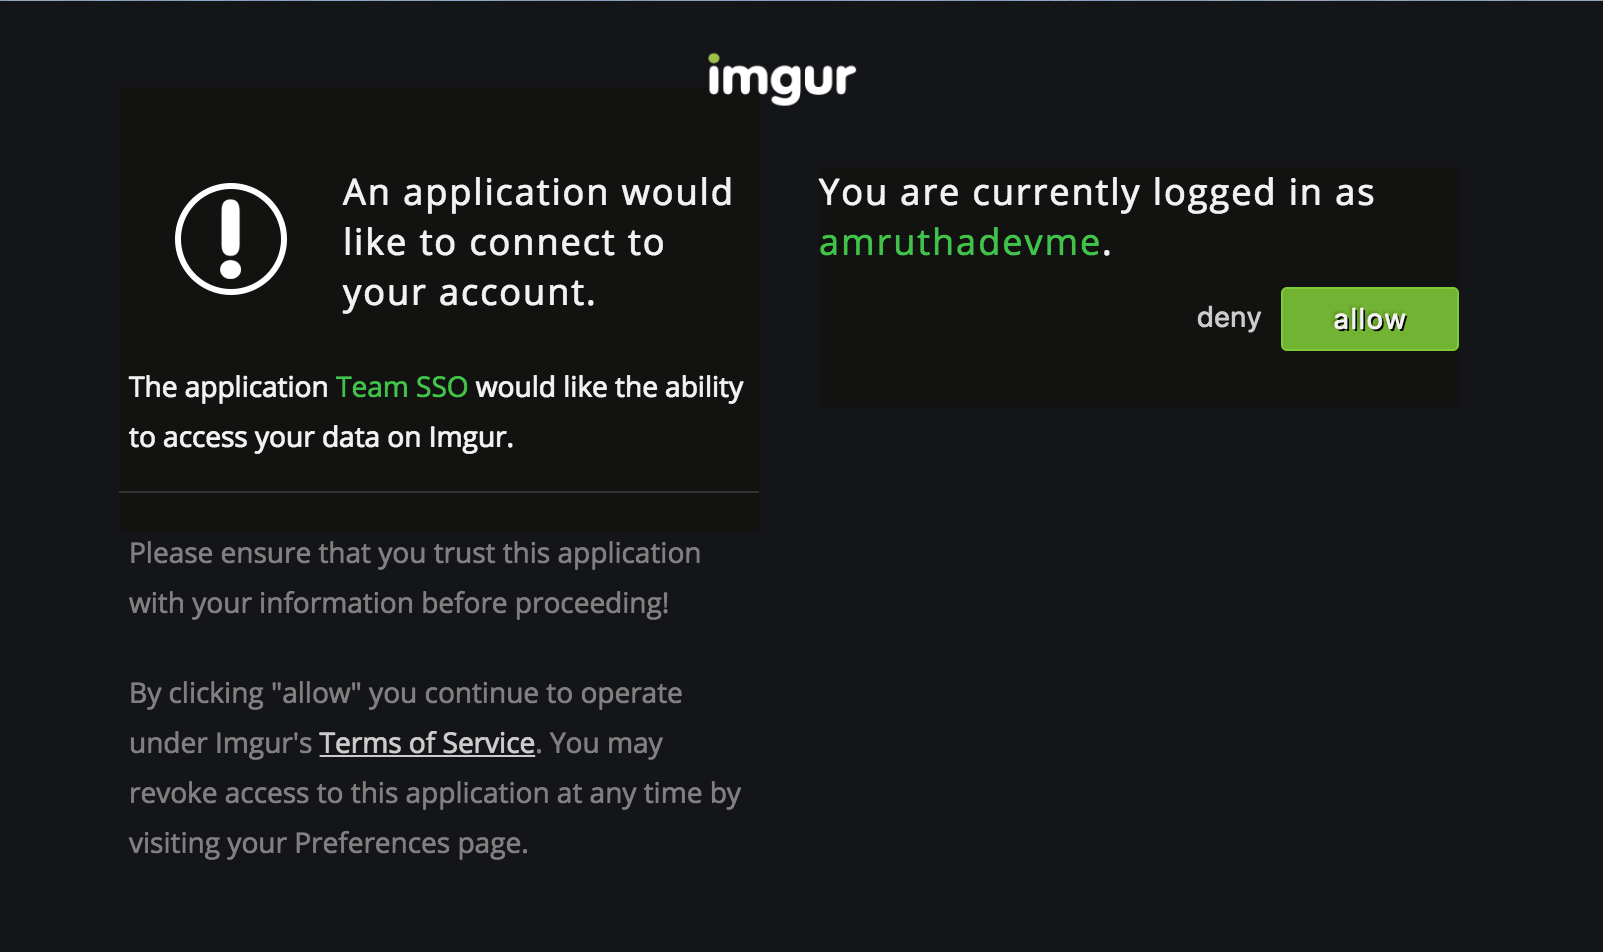 imgur
An application would
like to connect to
your account.
The application Team SSO would like the ability
to access your data on Imgur.
Please ensure that you trust this application
with your information before proceeding!
By clicking "allow" you continue to operate
under Imgur's Terms of Service. You may
revoke access to this application at any time by
visiting your Preferences page.
You are currently logged in as
amruthadevme.
deny
allow